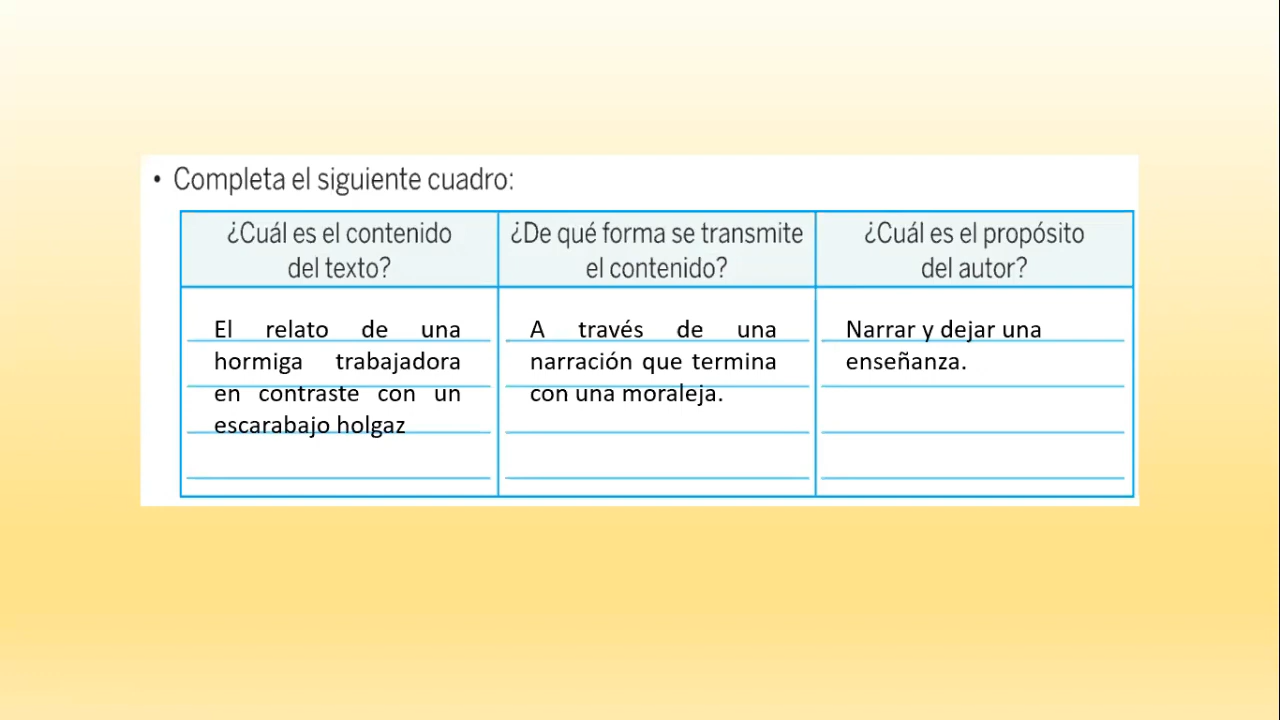 • Completa el siguiente cuadro:
¿Cuál es el contenido
del texto?
¿De qué forma se transmite
el contenido?
¿Cuál es el propósito
del autor?
El relato de una
hormiga trabajadora
en contraste con un
escarabajo holgaz
A través de una
narración que termina
con una moraleja.
Narrar y dejar una
enseñanza.